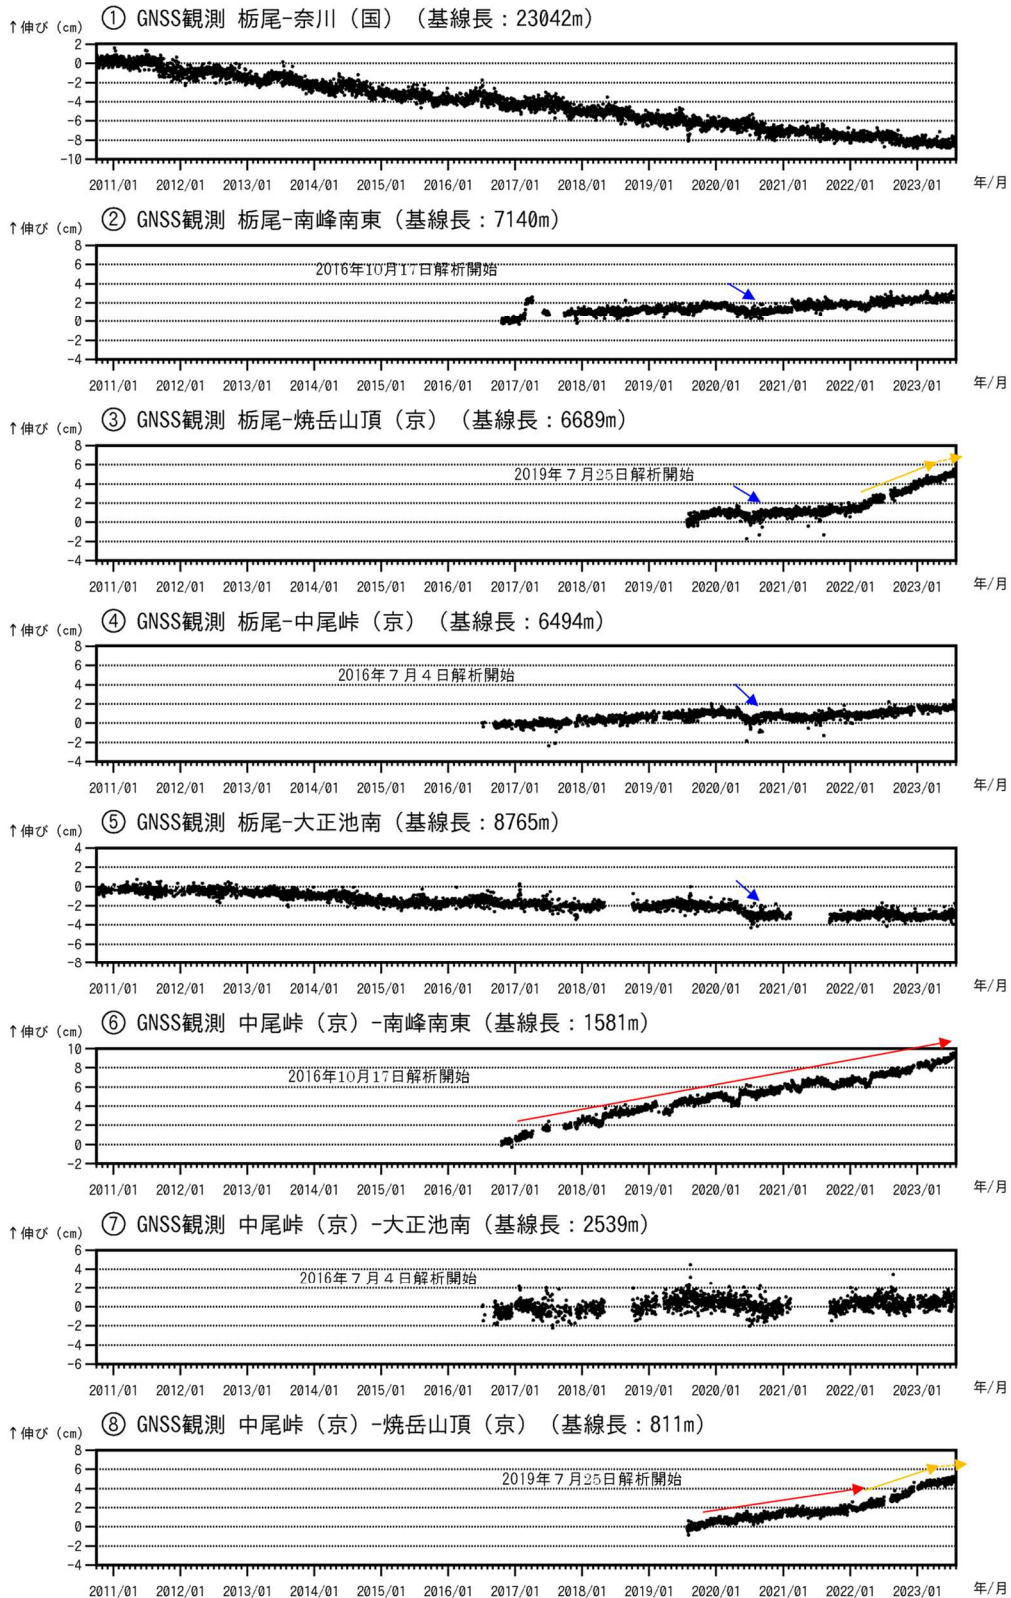 ① GNSS観測 栃尾-奈川（国）（基線長：23042m）
↑伸び（cm）
2
0
-2
-4
-6
-8
-10
2011/01 2012/01 2013/01 2014/01 2015/01 2016/01 2017/01 2018/01 2019/01 2020/01 2021/01 2022/01 2023/01 年/月
② GNSS観測 栃尾-南峰南東（基線長：7140m）
↑伸び（cm）
8
6
2016年10月17日解析開始
4
2
0
-2
-4
2011/01 2012/01 2013/01 2014/01 2015/01 2016/01 2017/01 2018/01 2019/01 2020/01 2021/01 2022/01 2023/01 年/月
③ GNSS観測 栃尾-焼岳山頂（京）（基線長：6689m）
↑伸び（cm）
8
6
2019年７月25日解析開始
4
2
0
-2
-4
2011/01 2012/01 2013/01 2014/01 2015/01 2016/01 2017/01 2018/01 2019/01 2020/01 2021/01 2022/01 2023/01 年/月
④ GNSS観測 栃尾-中尾峠（京）（基線長：6494m）
↑伸び（cm）
8
6
2016年７月４日解析開始
4
2
0
-2
-4
2011/01 2012/01 2013/01 2014/01 2015/01 2016/01 2017/01 2018/01 2019/01 2020/01 2021/01 2022/01 2023/01 年/月
⑤ GNSS観測 栃尾-大正池南（基線長：8765m）
↑伸び（cm）
4
2
0
-2
-4
-6
-8
2011/01 2012/01 2013/01 2014/01 2015/01 2016/01 2017/01 2018/01 2019/01 2020/01 2021/01 2022/01 2023/01 年/月
⑥ GNSS観測 中尾峠（京）-南峰南東（基線長：1581m）
↑伸び（cm）
10
8
2016年10月17日解析開始
6
4
2
0
-2
2011/01 2012/01 2013/01 2014/01 2015/01 2016/01 2017/01 2018/01 2019/01 2020/01 2021/01 2022/01 2023/01 年/月
⑦ GNSS観測 中尾峠（京）-大正池南（基線長：2539m）
↑伸び（cm）
6
4
2016年７月４日解析開始
2
0
-2
-4
-6
2011/01 2012/01 2013/01 2014/01 2015/01 2016/01 2017/01 2018/01 2019/01 2020/01 2021/01 2022/01 2023/01 年/月
⑧ GNSS観測 中尾峠（京）-焼岳山頂（京）（基線長：811m）
↑伸び（cm）
8
6
2019年７月25日解析開始
4
2
0
-2
-4
2011/01 2012/01 2013/01 2014/01 2015/01 2016/01 2017/01 2018/01 2019/01 2020/01 2021/01 2022/01 2023/01 年/月